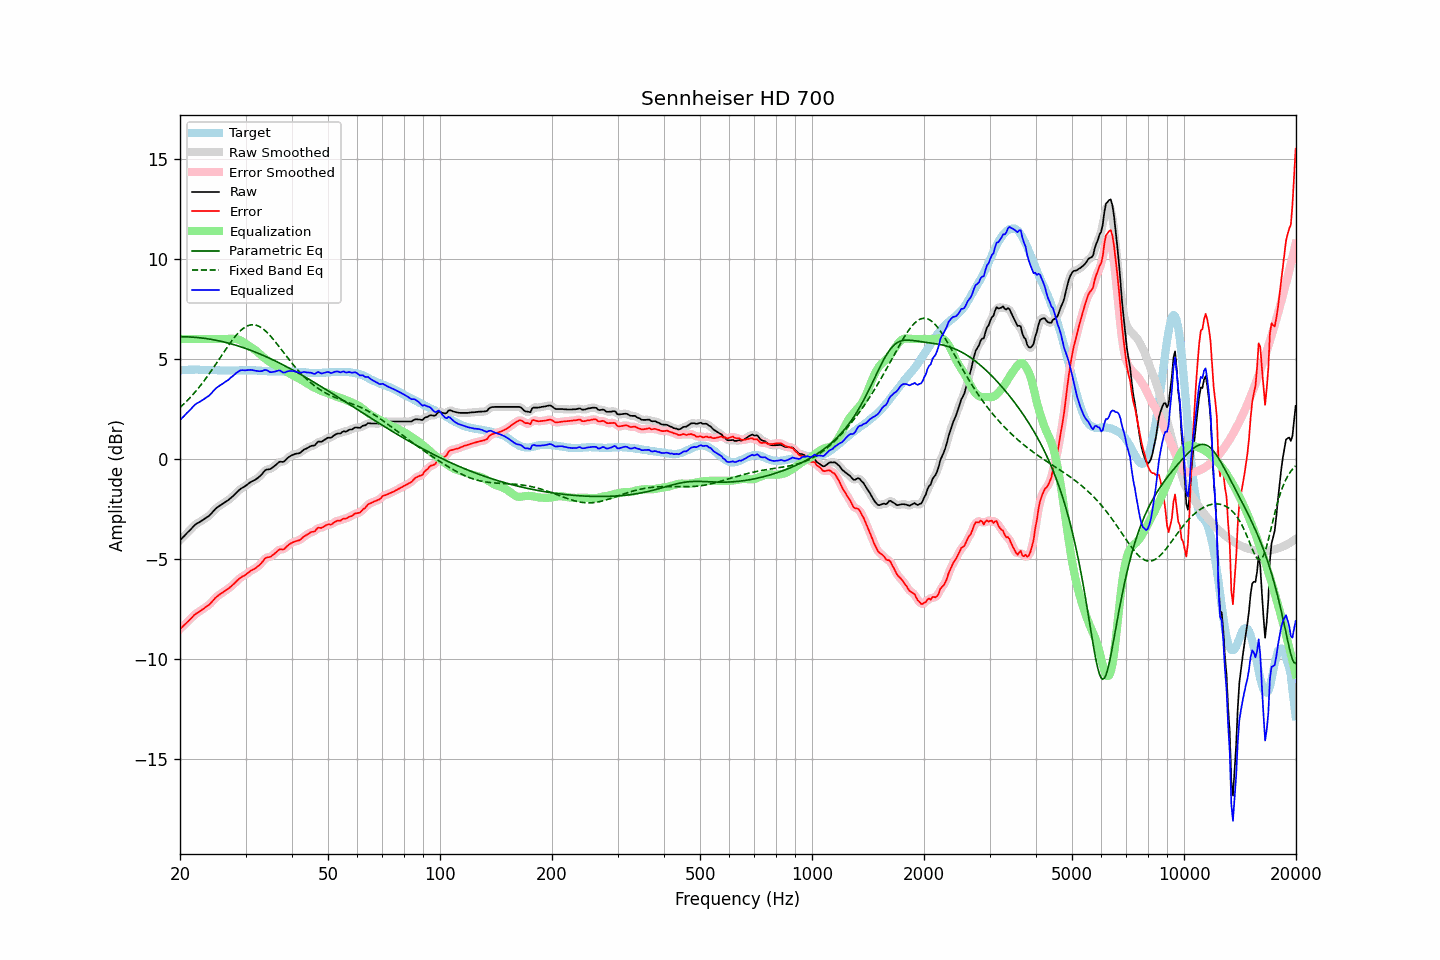 Sennheiser HD 700
Target
Raw Smoothed
Error Smoothed
Raw
Error
Equalization
Parametric Eq
Fixed Band Eq
Equalized
15
10
5
0
−5
−10
−15
Amplitude (dBr)
20
50
100
200
500
1000
2000
5000
10000
20000
Frequency (Hz)